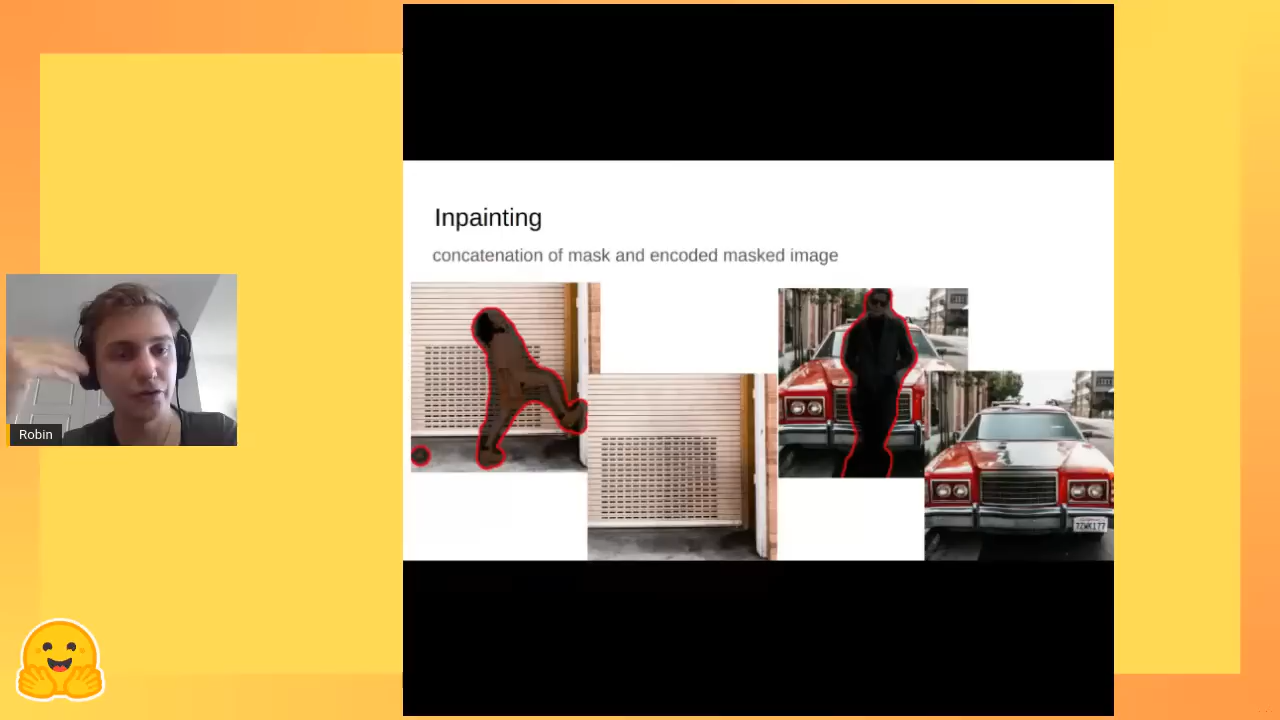 Inpainting
concatenation of mask and encoded masked image
Robin